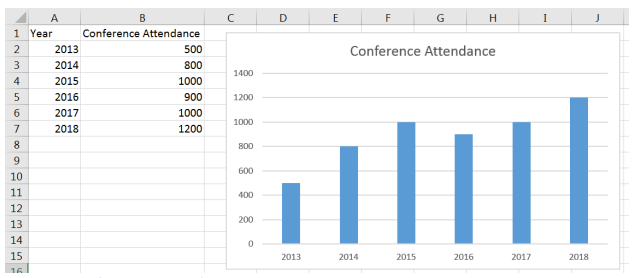 A B C D E F G H I J
1 Year Conference Attendance
2 2013 500
3 2014 800
4 2015 1000
5 2016 900
6 2017 1000
7 2018 1200
8
9
10
11
12
13
14
15
16
Conference Attendance
1400
1200
1000
800
600
400
200
0
2013 2014 2015 2016 2017 2018